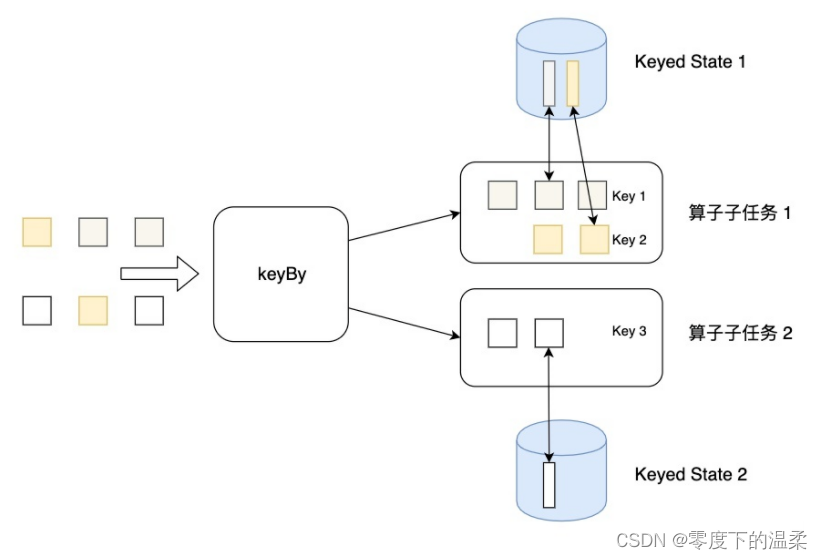 Keyed State 1
Key 1
算子子任务 1
Key 2
keyBy
Key 3
算子子任务 2
Keyed State 2
CSDN @零度下的温柔